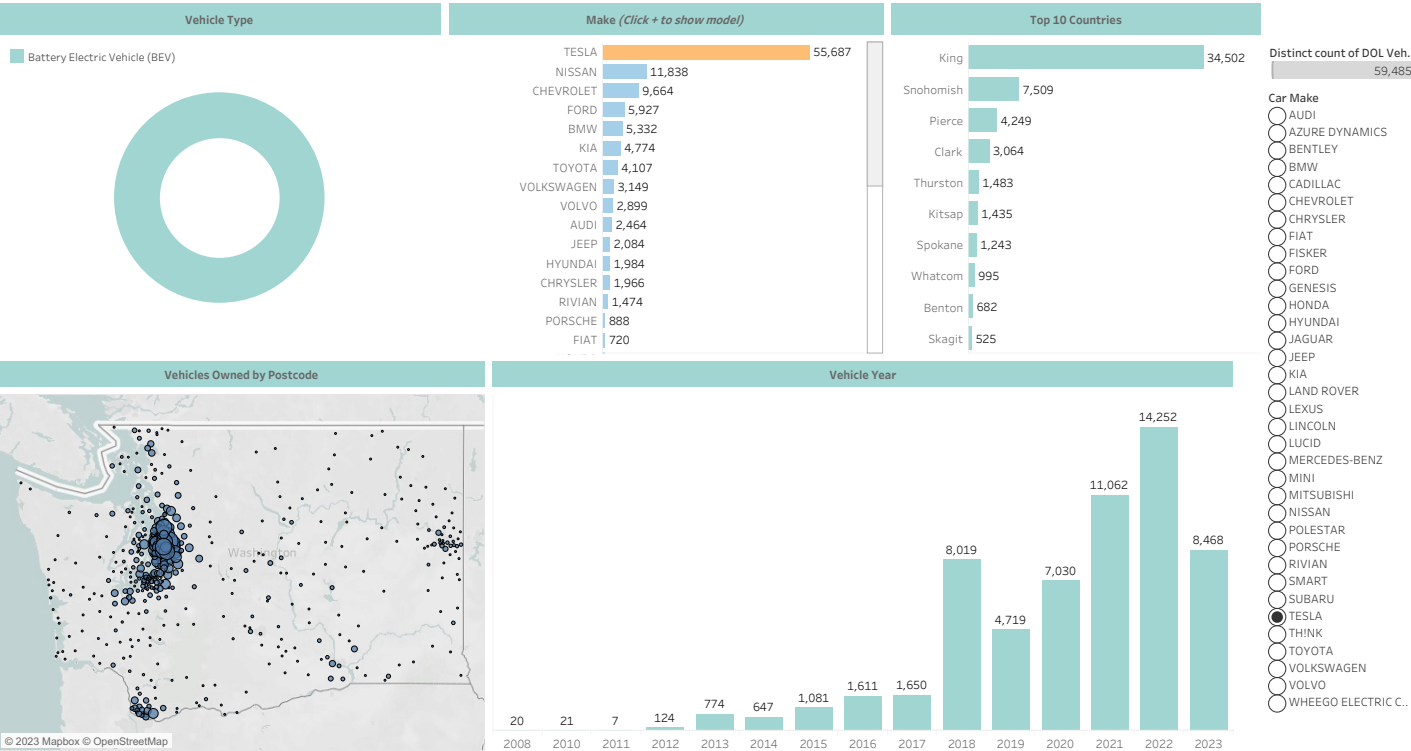 Vehicle Type
Battery Electric Vehicle (BEV)
Make (Click + to show model)
TESLA 55,687
NISSAN 11,838
CHEVROLET 9,664
FORD 5,927
BMW 5,332
KIA 4,774
TOYOTA 4,107
VOLKSWAGEN 3,149
VOLVO 2,899
AUDI 2,464
JEEP 2,084
HYUNDAI 1,984
CHRYSLER 1,966
RIVIAN 1,474
PORSCHE 888
FIAT 720
Top 10 Countries
King 34,502
Snohomish 7,509
Pierce 4,249
Clark 3,064
Thurston 1,483
Kitsap 1,435
Spokane 1,243
Whatcom 995
Benton 682
Skagit 525
Distinct count of DOL Veh.
59,485
Car Make
AUDI
AZURE DYNAMICS
BENTLEY
BMW
CADILLAC
CHEVROLET
CHRYSLER
FIAT
FISKER
FORD
GENESIS
HONDA
HYUNDAI
JAGUAR
JEEP
KIA
LAND ROVER
LEXUS
LINCOLN
LUCID
MERCEDES-BENZ
MINI
MITSUBISHI
NISSAN
POLESTAR
PORSCHE
RIVIAN
SMART
SUBARU
TESLA
TH!NK
TOYOTA
VOLKSWAGEN
VOLVO
WHEEGO ELECTRIC C..
Vehicles Owned by Postcode
Washington
© 2023 Mapbox © OpenStreetMap
Vehicle Year
20 21 7 124 774 647 1,081 1,611 1,650 8,019 4,719 7,030 11,062 14,252 8,468
2008 2010 2011 2012 2013 2014 2015 2016 2017 2018 2019 2020 2021 2022 2023